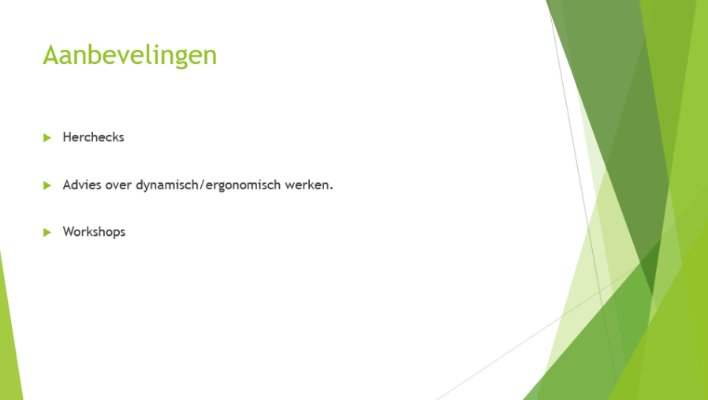 Aanbevelingen
Herchecks
Advies over dynamisch/ergonomisch werken.
Workshops